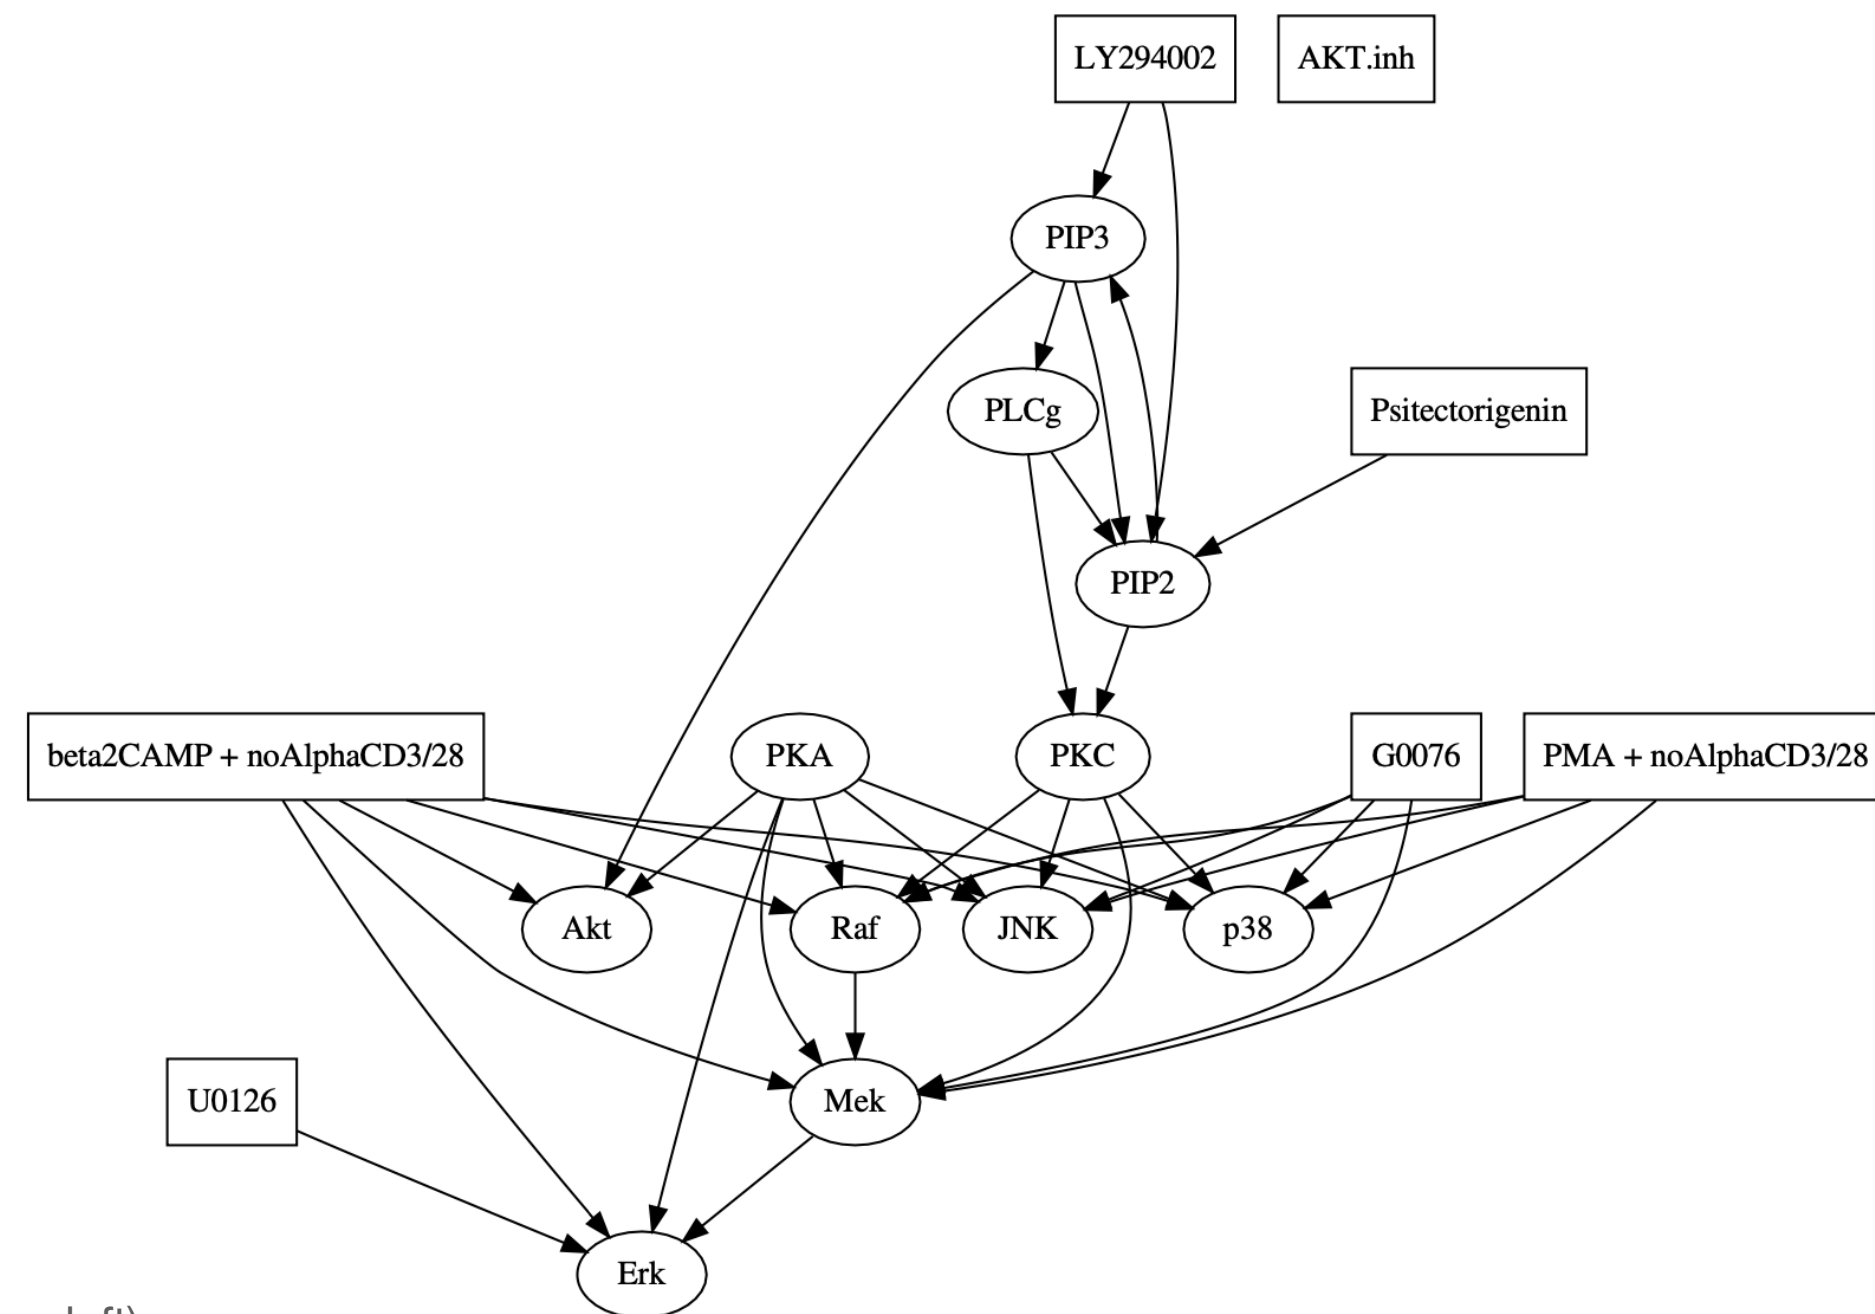 LY294002
AKT.inh
PIP3
PLCg
Psitectorigenin
PIP2
beta2CAMP + noAlphaCD3/28
PKA
PKC
G0076
PMA + noAlphaCD3/28
Akt
Raf
JNK
p38
U0126
Mek
Erk